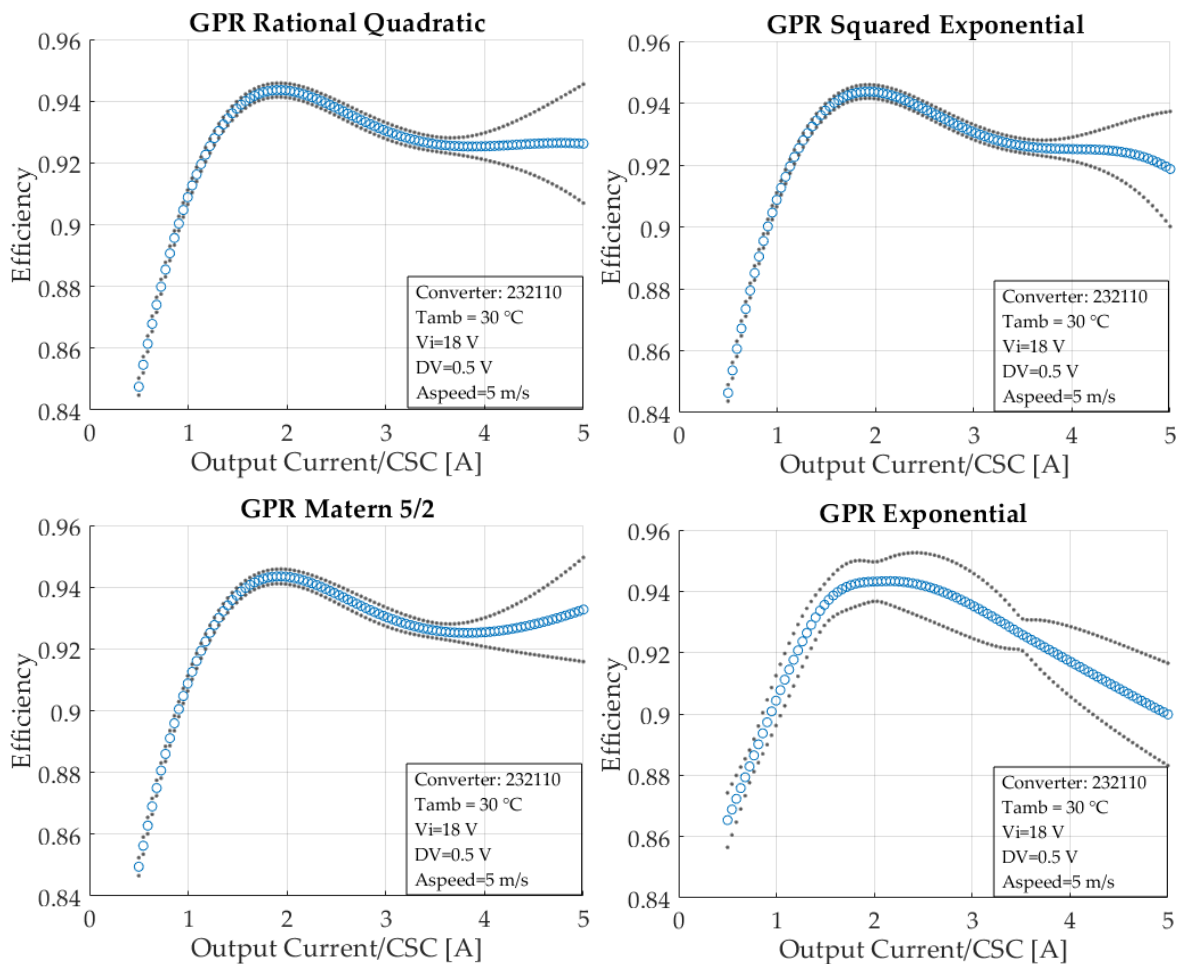 GPR Rational Quadratic
0.96
0.94
0.92
0.9
0.88
0.86
0.84
Efficiency
Converter: 232110
Tamb = 30 °C
Vi=18 V
DV=0.5 V
Aspeed=5 m/s
0 1 2 3 4 5
Output Current/CSC [A]
GPR Squared Exponential
0.96
0.94
0.92
0.9
0.88
0.86
0.84
Efficiency
Converter: 232110
Tamb = 30 °C
Vi=18 V
DV=0.5 V
Aspeed=5 m/s
0 1 2 3 4 5
Output Current/CSC [A]
GPR Matern 5/2
0.96
0.94
0.92
0.9
0.88
0.86
0.84
Efficiency
Converter: 232110
Tamb = 30 °C
Vi=18 V
DV=0.5 V
Aspeed=5 m/s
0 1 2 3 4 5
Output Current/CSC [A]
GPR Exponential
0.96
0.94
0.92
0.9
0.88
0.86
0.84
Efficiency
Converter: 232110
Tamb = 30 °C
Vi=18 V
DV=0.5 V
Aspeed=5 m/s
0 1 2 3 4 5
Output Current/CSC [A]